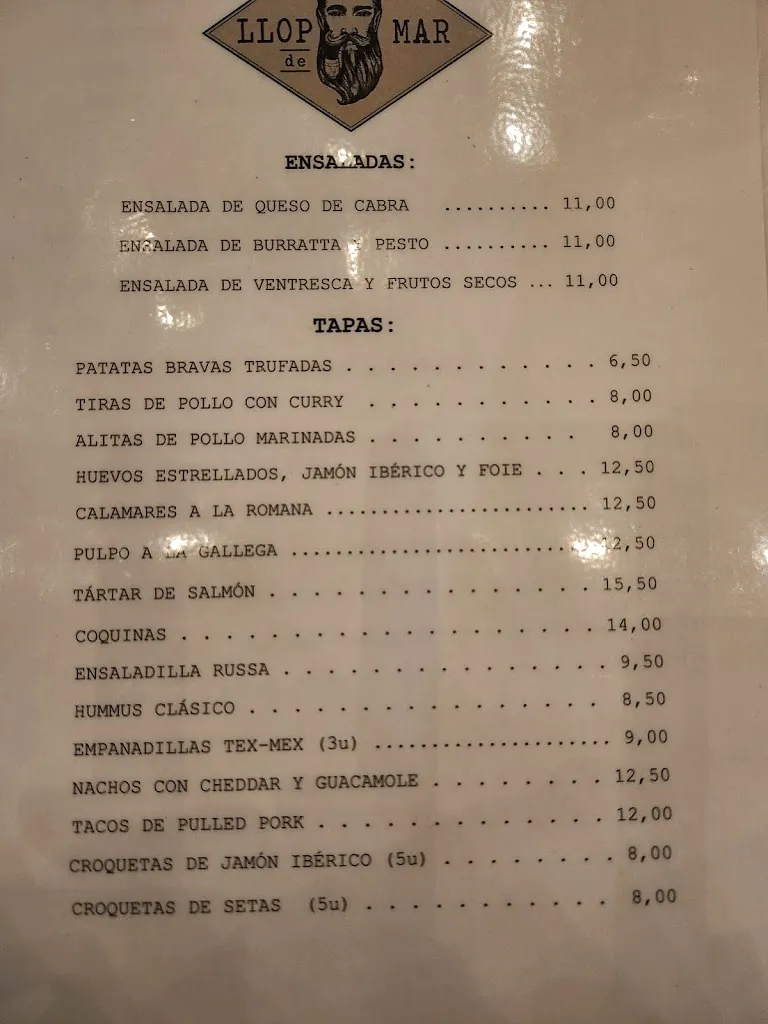 LLOP de MAR
ENSALADAS:
ENSALADA DE QUESO DE CABRA .......... 11,00
ENSALADA DE BURRATTA Y PESTO .......... 11,00
ENSALADA DE VENTRESCA Y FRUTOS SECOS ... 11,00
TAPAS:
PATATAS BRAVAS TRUFADAS . . . . . . . . . . . . 6,50
TIRAS DE POLLO CON CURRY . . . . . . . . . . . 8,00
ALITAS DE POLLO MARINADAS . . . . . . . . . . 8,00
HUEVOS ESTRELLADOS, JAMÓN IBÉRICO Y FOIE . . . 12,50
CALAMARES A LA ROMANA ........................ 12,50
PULPO A LA GALLEGA ............................ 12,50
TÁRTAR DE SALMÓN . . . . . . . . . . . . . . . 15,50
COQUINAS . . . . . . . . . . . . . . . . . . . 14,00
ENSALADILLA RUSSA . . . . . . . . . . . . . . . 9,50
HUMMUS CLÁSICO . . . . . . . . . . . . . . . . 8,50
EMPANADILLAS TEX-MEX (3u) ..................... 9,00
NACHOS CON CHEDDAR Y GUACAMOLE . . . . . . . . 12,50
TACOS DE PULLED PORK . . . . . . . . . . . . . 12,00
CROQUETAS DE JAMÓN IBÉRICO (5u) . . . . . . . . 8,00
CROQUETAS DE SETAS (5u) . . . . . . . . . . . 8,00